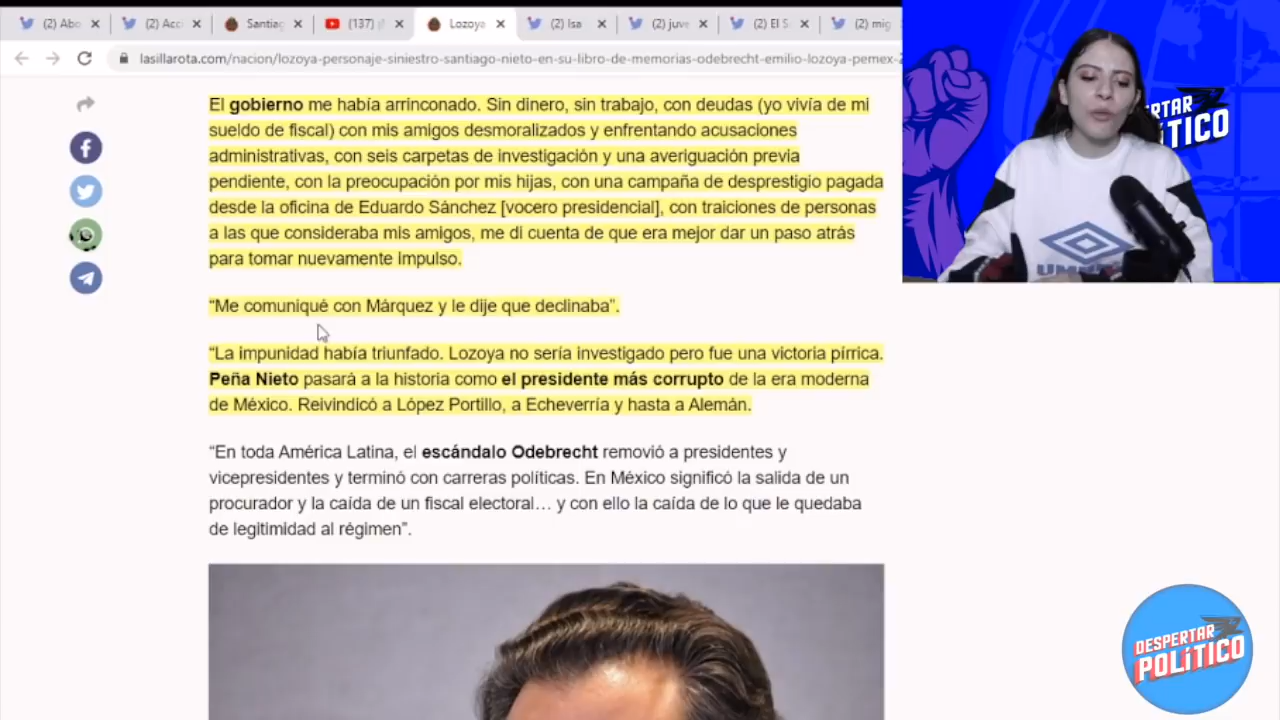 (2) Abo
(2) Acc
Santiag
(137) ¡
Lozoya
(2) Isa
(2) juve
(2) El S
(2) mig
lasillarota.com/nacion/lozoya-personaje-siniestro-santiago-nieto-en-su-libro-de-memorias-odebrecht-emilio-lozoya-pemex-2
El gobierno me había arrinconado. Sin dinero, sin trabajo, con deudas (yo vivía de mi
sueldo de fiscal) con mis amigos desmoralizados y enfrentando acusaciones
administrativas, con seis carpetas de investigación y una averiguación previa
pendiente, con la preocupación por mis hijas, con una campaña de desprestigio pagada
desde la oficina de Eduardo Sánchez [vocero presidencial], con traiciones de personas
a las que consideraba mis amigos, me di cuenta de que era mejor dar un paso atrás
para tomar nuevamente impulso.
“Me comuniqué con Márquez y le dije que declinaba”.
“La impunidad había triunfado. Lozoya no sería investigado pero fue una victoria pírrica.
Peña Nieto pasará a la historia como el presidente más corrupto de la era moderna
de México. Reivindicó a López Portillo, a Echeverría y hasta a Alemán.
“En toda América Latina, el escándalo Odebrecht removió a presidentes y
vicepresidentes y terminó con carreras políticas. En México significó la salida de un
procurador y la caída de un fiscal electoral… y con ello la caída de lo que le quedaba
de legitimidad al régimen”.
RTAR
ÍTICO
DESPERTAR
POLÍTICO